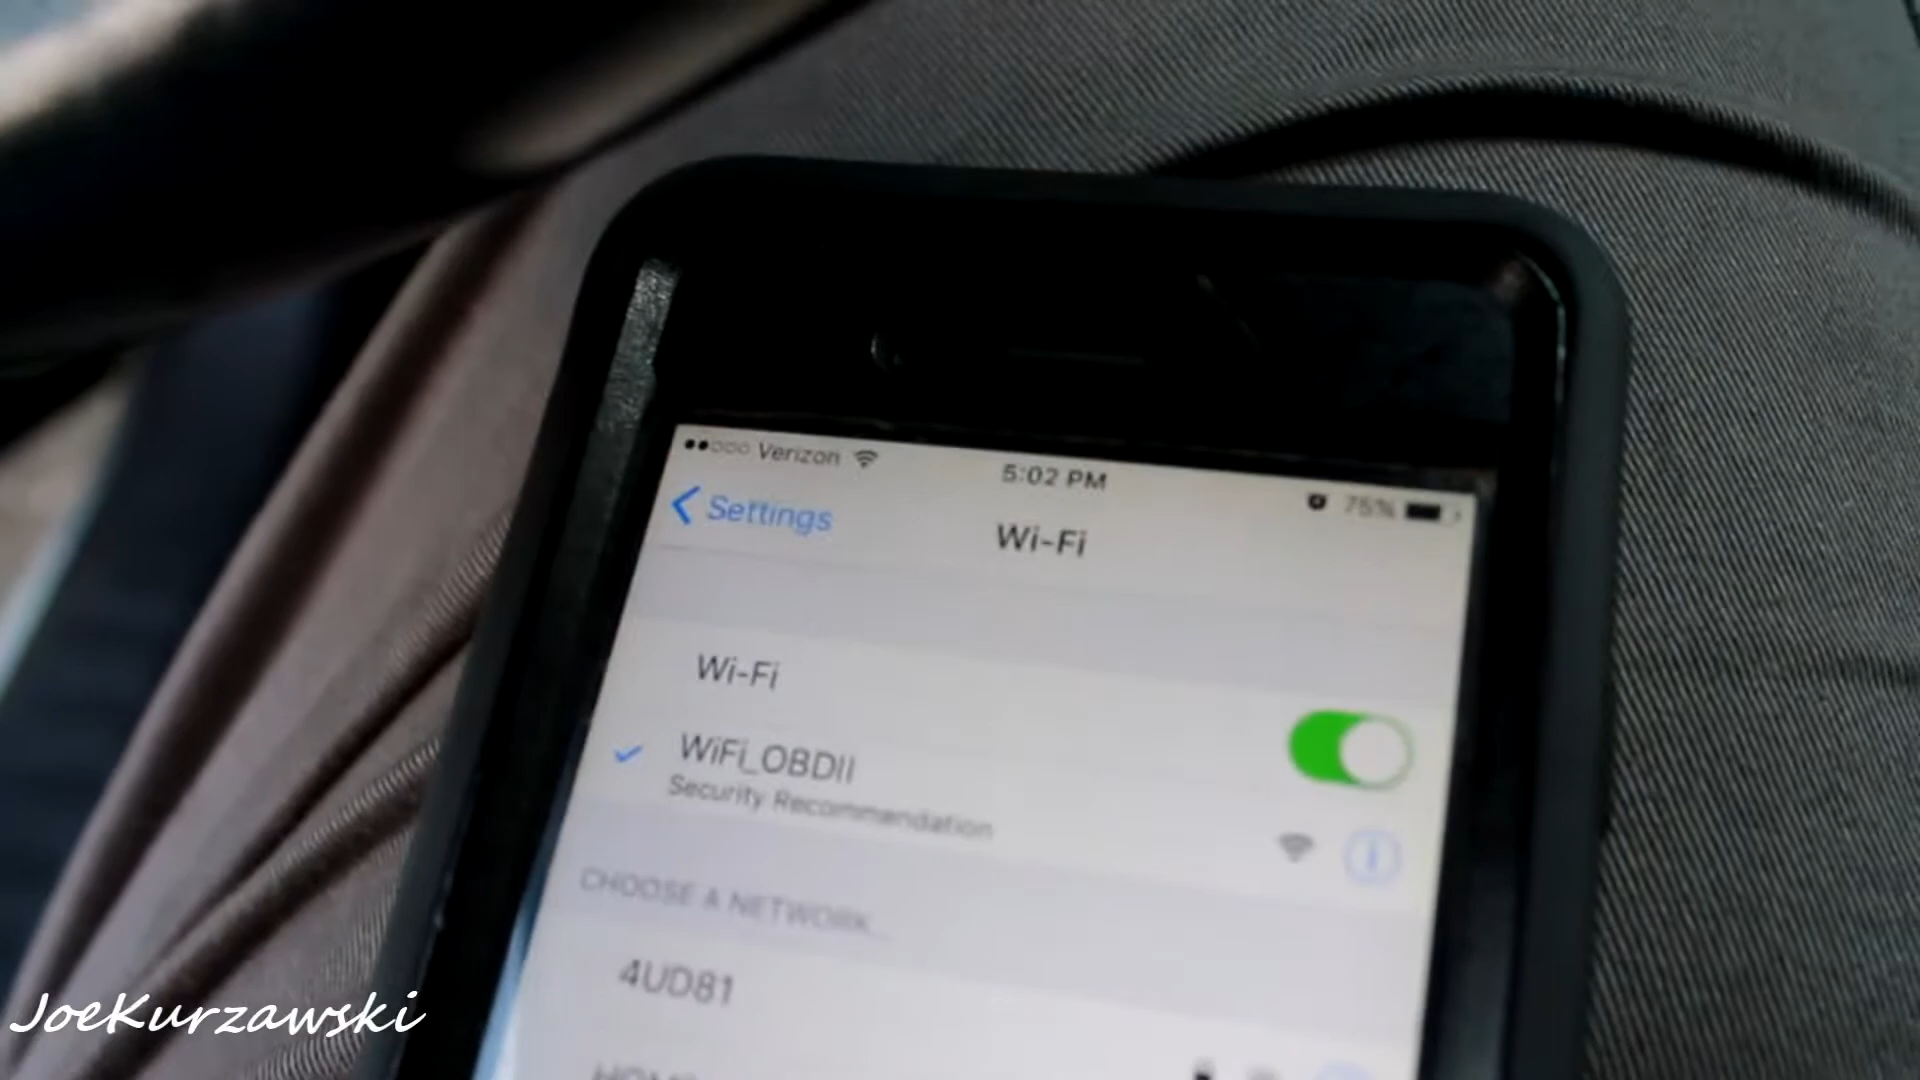 Verizon
5:02 PM
75%
Settings
Wi-Fi
Wi-Fi
WiFi_OBDII
Security Recommendation
CHOOSE A NETWORK...
4UD81
JoeKurzawski